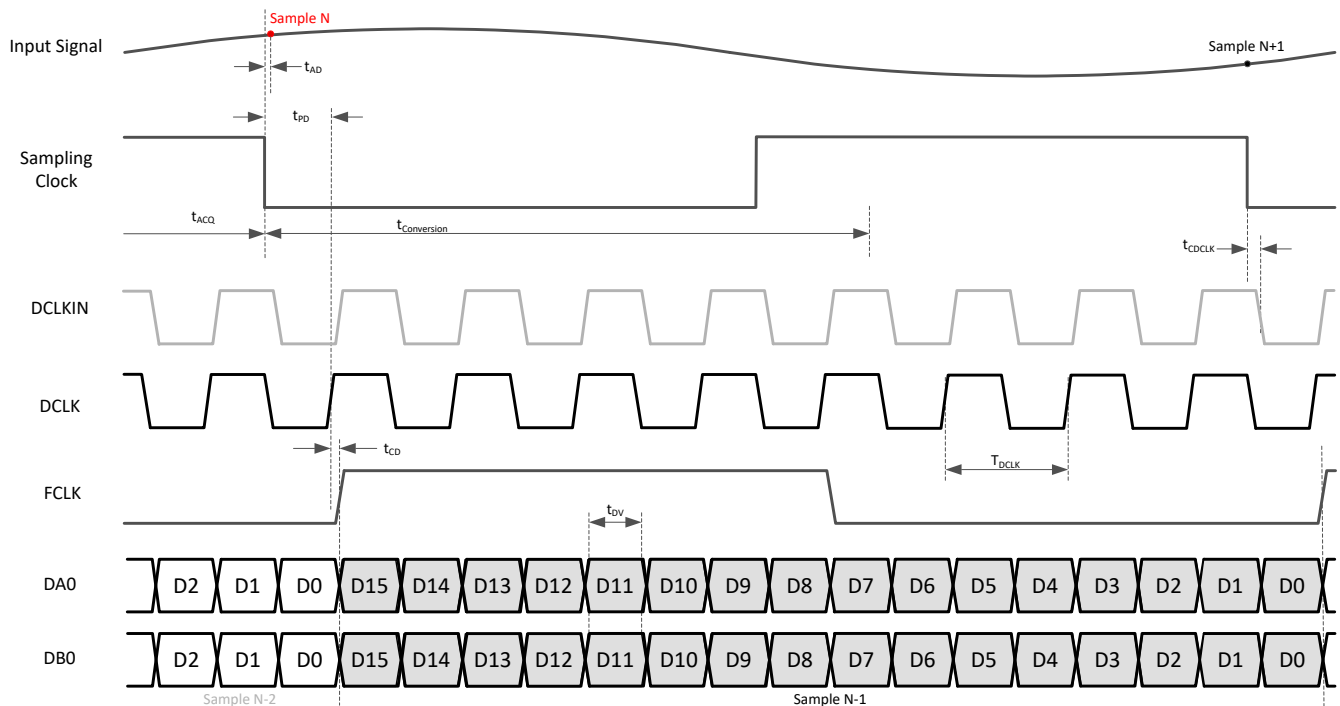 Sample N
Input Signal
Sample N+1
tAD
tPD
Sampling
Clock
tACQ
tConversion
tCDCLK
DCLKIN
DCLK
tCD
TDCLK
FCLK
tDV
DA0 D2 D1 D0 D15 D14 D13 D12 D11 D10 D9 D8 D7 D6 D5 D4 D3 D2 D1 D0
DB0 D2 D1 D0 D15 D14 D13 D12 D11 D10 D9 D8 D7 D6 D5 D4 D3 D2 D1 D0
Sample N-2 Sample N-1